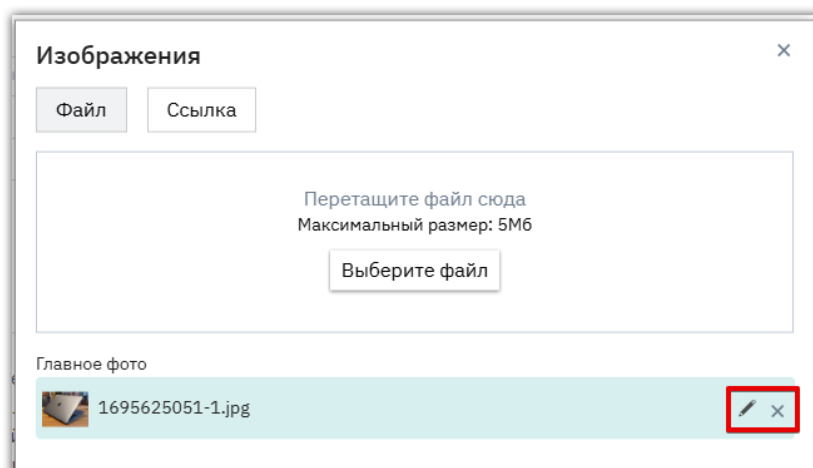 Изображения
Файл
Ссылка
Перетащите файл сюда
Максимальный размер: 5Мб
Выберите файл
Главное фото
1695625051-1.jpg